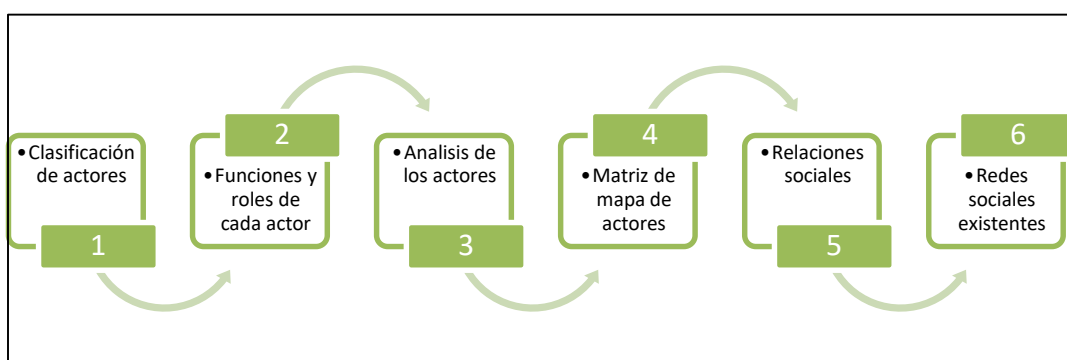 • Clasificación
de actores
1
2
• Funciones y
roles de
cada actor
• Analisis de
los actores
3
4
• Matriz de
mapa de
actores
• Relaciones
sociales
5
6
• Redes
sociales
existentes